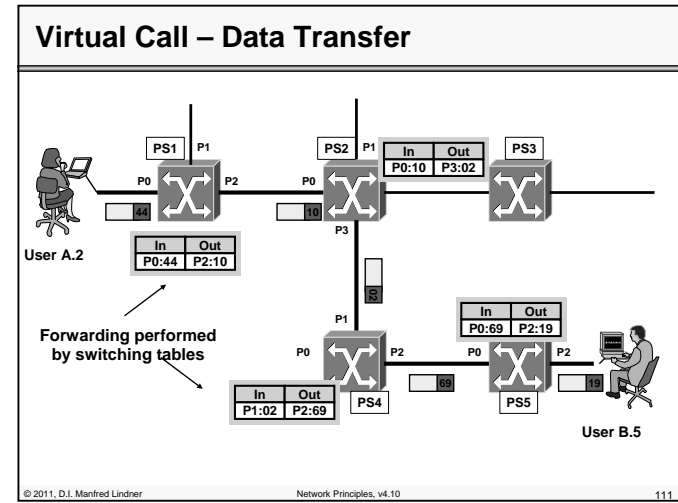 Virtual Call – Data Transfer
PS1 P1
PS2 P1
In Out
P0:10 P3:02
PS3
P0 P2 P0
44
10
User A.2
P3
In Out
P0:44 P2:10
02
Forwarding performed
by switching tables
P1
In Out
P0:69 P2:19
P0 P2 P0 P2
69
19
In Out
P1:02 P2:69
PS4
PS5
User B.5
© 2011, D.I. Manfred Lindner Network Principles, v4.10 111